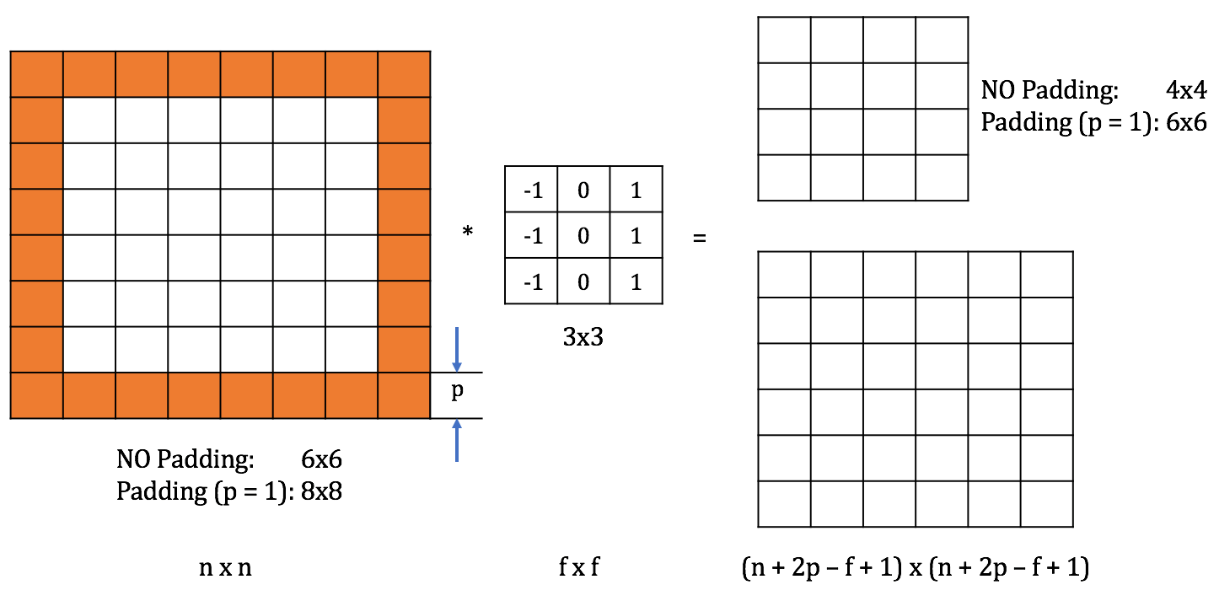 NO Padding: 4x4
Padding (p = 1): 6x6
-1 0 1
*
-1 0 1
=
-1 0 1
3x3
p
NO Padding: 6x6
Padding (p = 1): 8x8
n x n
f x f
(n + 2p – f + 1) x (n + 2p – f + 1)